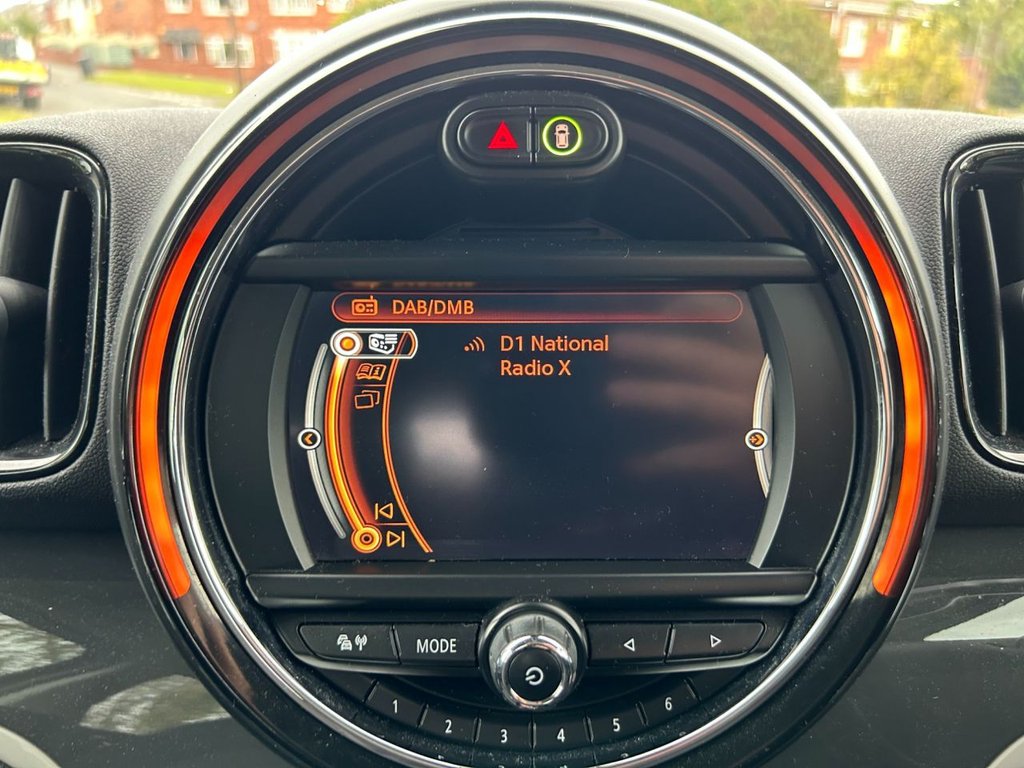 DAB/DMB
D1 National
Radio X
MODE
1
2
3
4
5
6